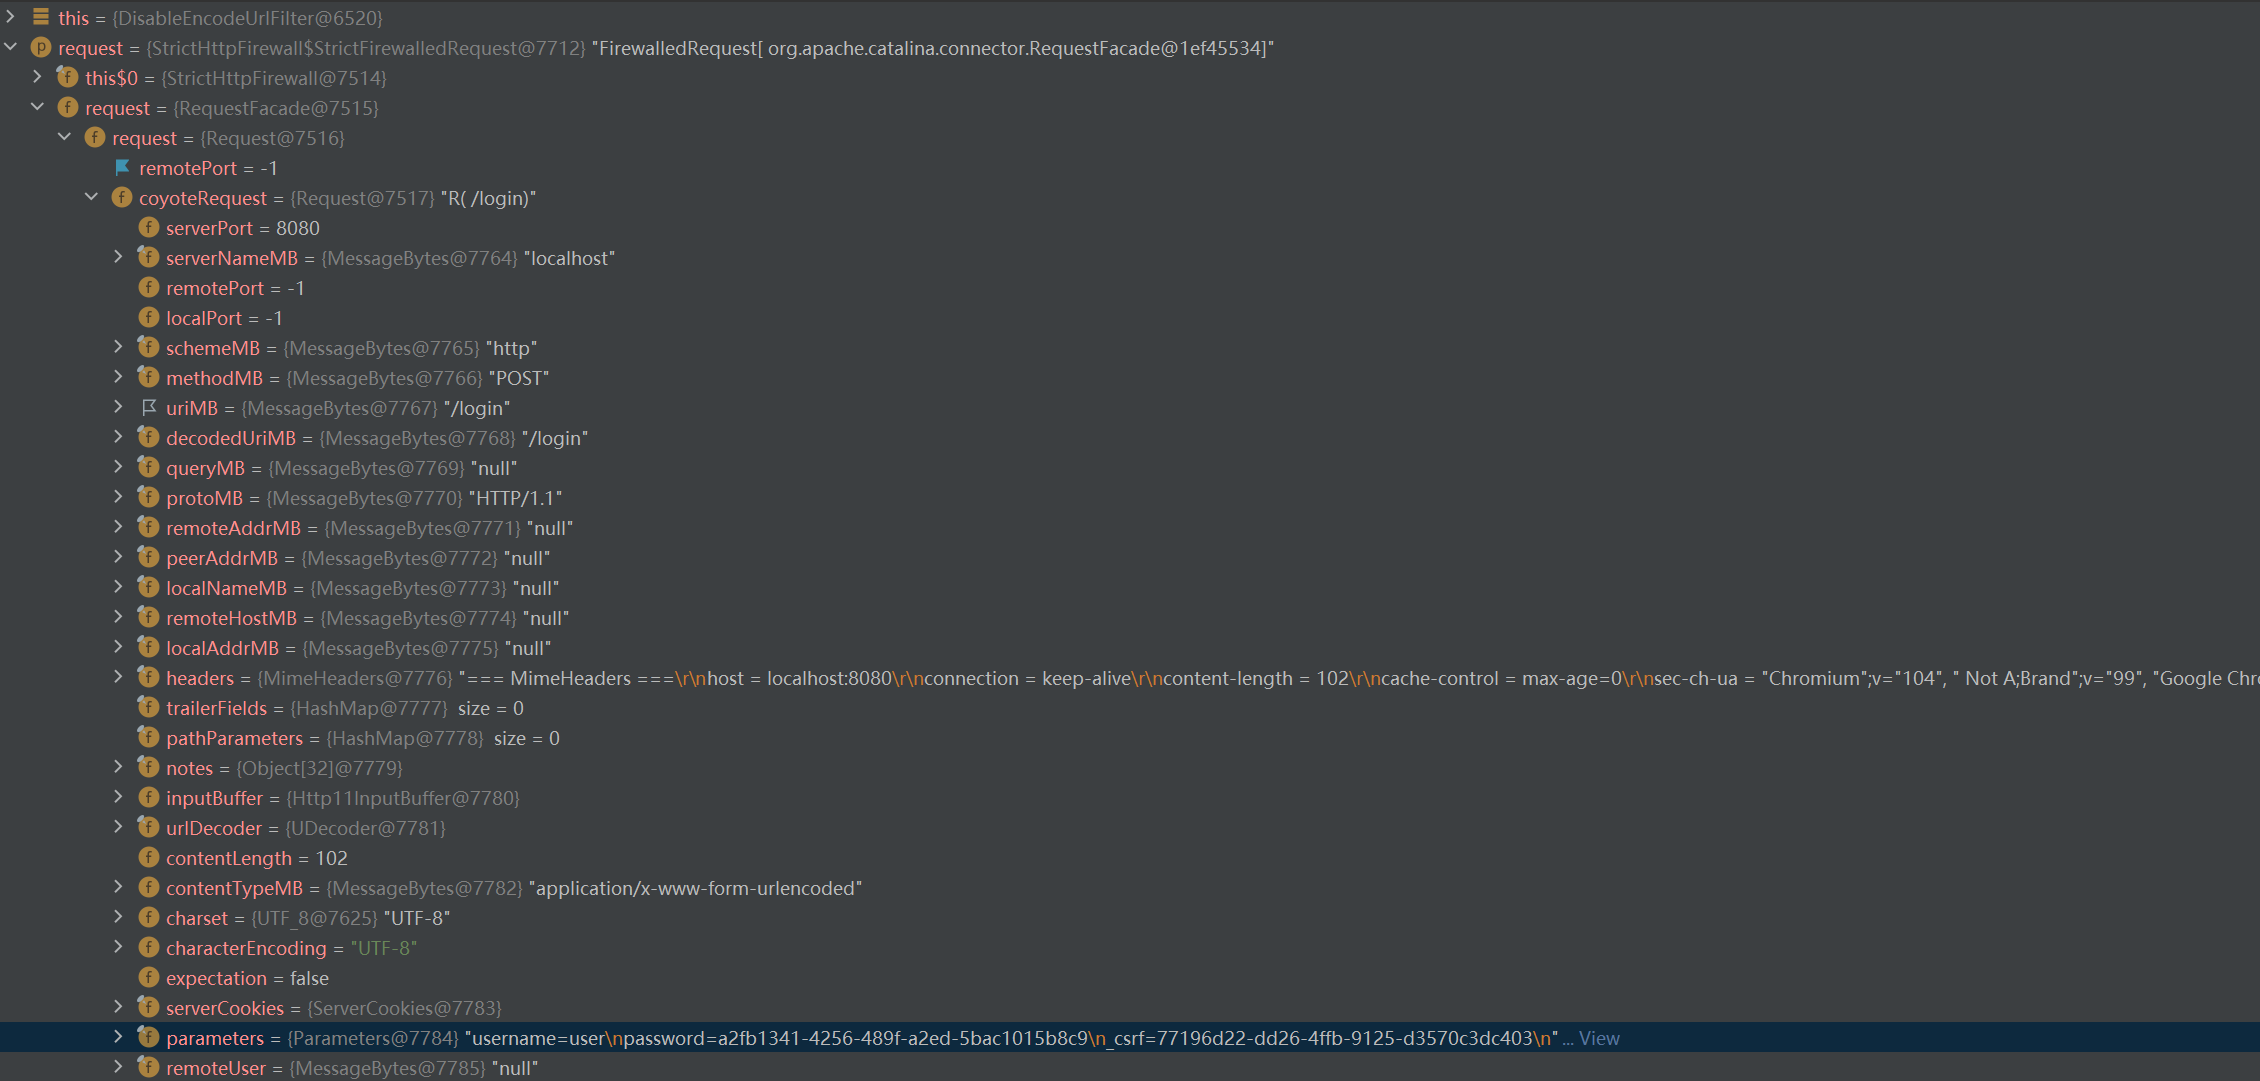 this = {DisableEncodeUrlFilter@6520}
request = {StrictHttpFirewall$StrictFirewalledRequest@7712} "FirewalledRequest[ org.apache.catalina.connector.RequestFacade@1ef45534]"
this$0 = {StrictHttpFirewall@7514}
request = {RequestFacade@7515}
request = {Request@7516}
remotePort = -1
coyoteRequest = {Request@7517} "R( /login)"
serverPort = 8080
serverNameMB = {MessageBytes@7764} "localhost"
remotePort = -1
localPort = -1
schemeMB = {MessageBytes@7765} "http"
methodMB = {MessageBytes@7766} "POST"
uriMB = {MessageBytes@7767} "/login"
decodedUriMB = {MessageBytes@7768} "/login"
queryMB = {MessageBytes@7769} "null"
protoMB = {MessageBytes@7770} "HTTP/1.1"
remoteAddrMB = {MessageBytes@7771} "null"
peerAddrMB = {MessageBytes@7772} "null"
localNameMB = {MessageBytes@7773} "null"
remoteHostMB = {MessageBytes@7774} "null"
localAddrMB = {MessageBytes@7775} "null"
headers = {MimeHeaders@7776} "=== MimeHeaders ===\r\nhost = localhost:8080\r\nconnection = keep-alive\r\ncontent-length = 102\r\ncache-control = max-age=0\r\nsec-ch-ua = "Chromium";v="104", " Not A;Brand";v="99", "Google Chro
trailerFields = {HashMap@7777} size = 0
pathParameters = {HashMap@7778} size = 0
notes = {Object[32]@7779}
inputBuffer = {Http11InputBuffer@7780}
urlDecoder = {UDecoder@7781}
contentLength = 102
contentTypeMB = {MessageBytes@7782} "application/x-www-form-urlencoded"
charset = {UTF_8@7625} "UTF-8"
characterEncoding = "UTF-8"
expectation = false
serverCookies = {ServerCookies@7783}
parameters = {Parameters@7784} "username=user\npassword=a2fb1341-4256-489f-a2ed-5bac1015b8c9\n_csrf=77196d22-dd26-4ffb-9125-d3570c3dc403\n" ... View
remoteUser = {MessageBytes@7785} "null"